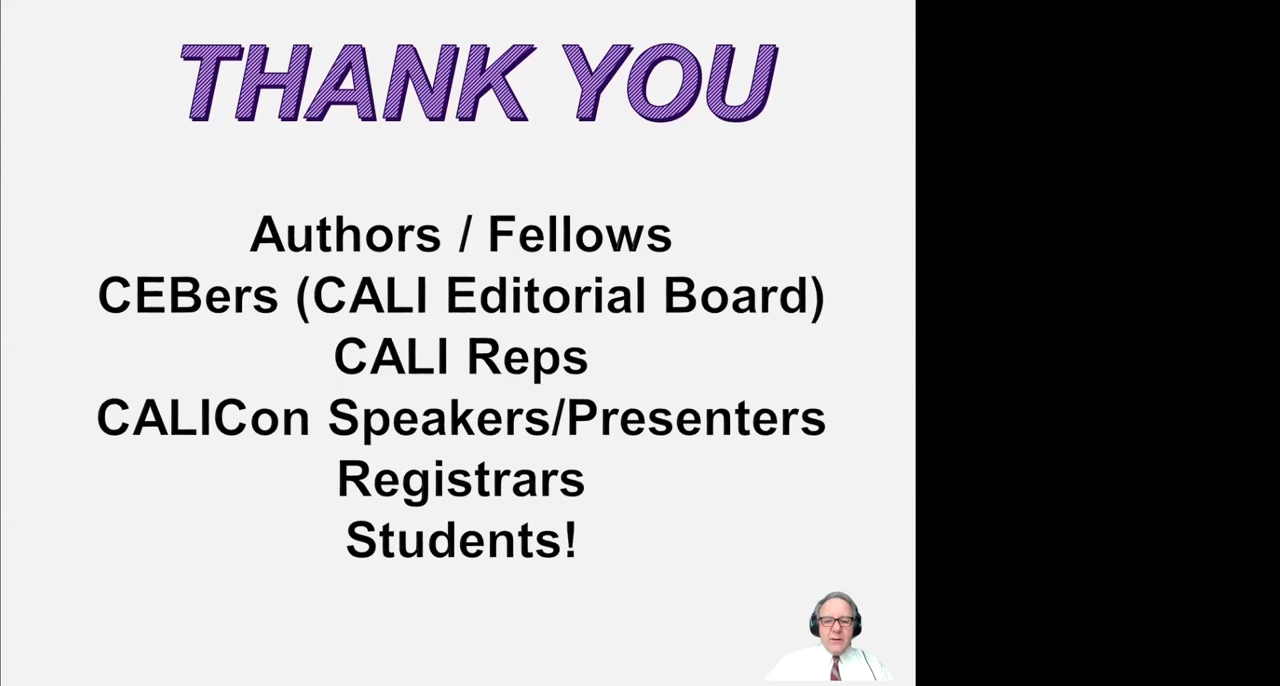 THANK YOU
Authors / Fellows
CEBers (CALI Editorial Board)
CALI Reps
CALICon Speakers/Presenters
Registrars
Students!